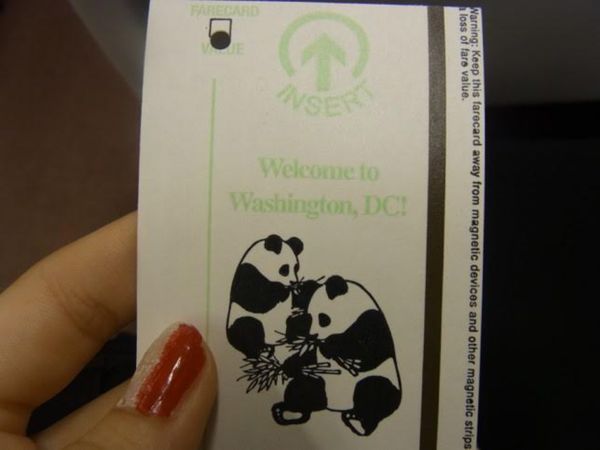 FARECARD
VALUE
INSERT
Welcome to
Washington, DC!
Warning: Keep this farecard away from magnetic devices and other magnetic strips
a loss of fare value.